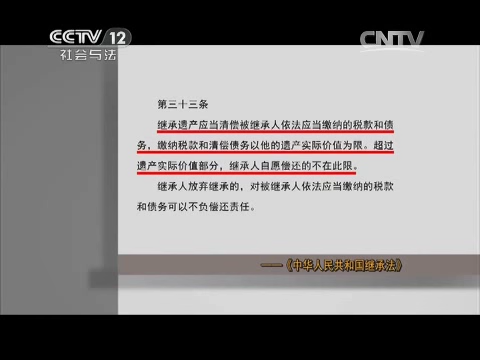 CCTV 12
社会与法
CNTV
第三十三条
继承遗产应当清偿被继承人依法应当缴纳的税款和债
务，缴纳税款和清偿债务以他的遗产实际价值为限。超过
遗产实际价值部分，继承人自愿偿还的不在此限。
继承人放弃继承的，对被继承人依法应当缴纳的税款
和债务可以不负偿还责任。
——《中华人民共和国继承法》